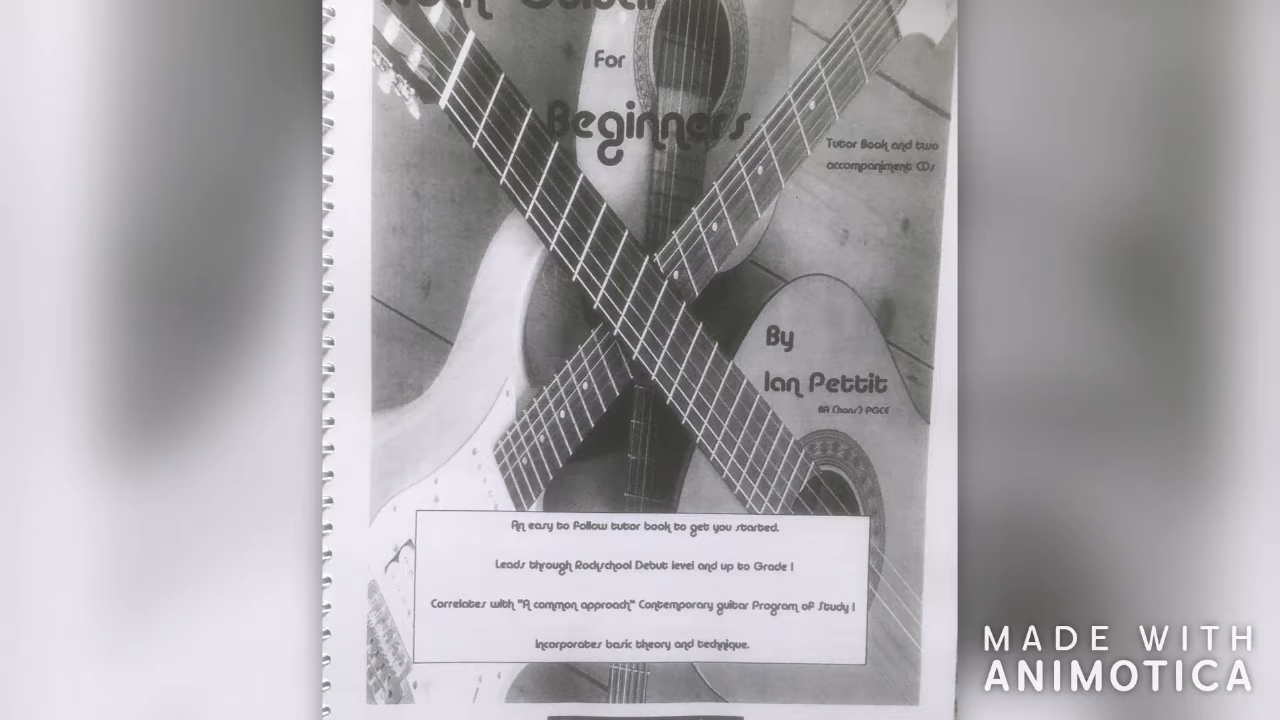 Guitar
For
Beginners
Tutor Book and two
accompaniment CDs
By
Ian Pettit
BA (hons) PGCE
An easy to follow tutor book to get you started.
Leads through Rockschool Debut level and up to Grade 1
Correlates with "A common approach" Contemporary guitar Program of Study 1
Incorporates basic theory and technique.
MADE WITH
ANIMOTICA